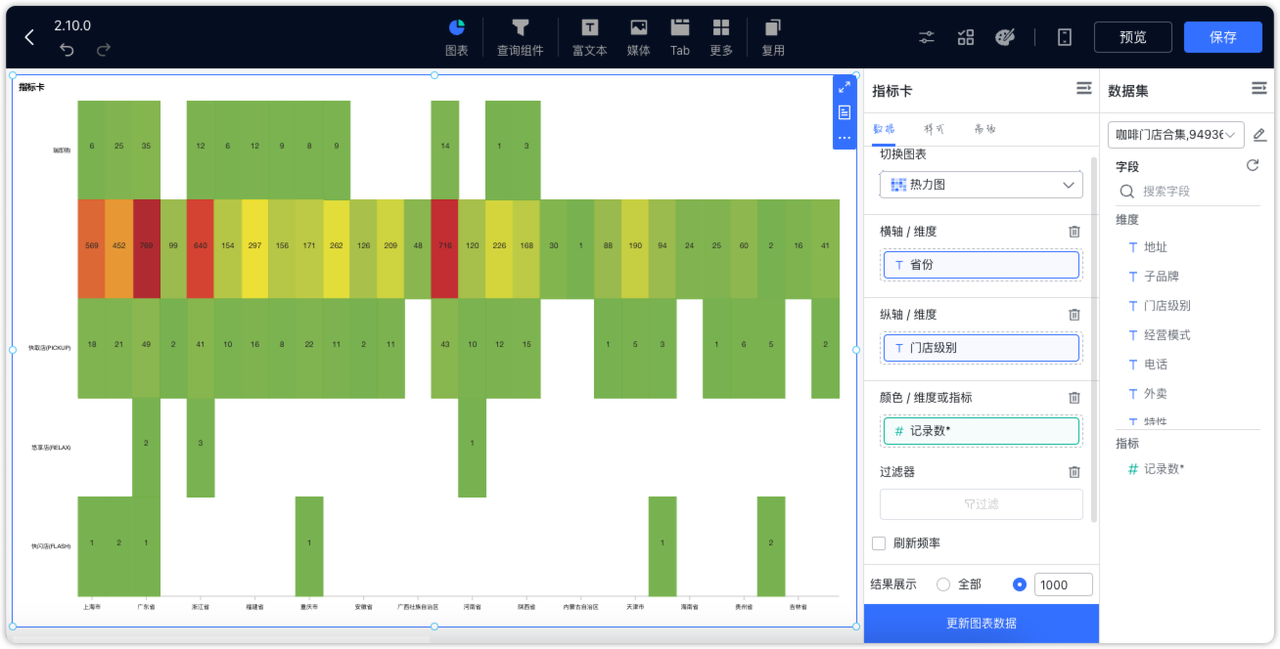 2.10.0
图表 查询组件 富文本 媒体 Tab 更多 复用
预览 保存
指标卡
6 25 35 12 6 12 9 8 9 14 1 3
569 452 769 99 640 154 297 156 171 262 126 209 48 716 120 226 168 30 1 88 190 94 24 25 60 2 16 41
快取店(PICKUP) 18 21 49 2 41 10 16 8 22 11 2 11 43 10 12 15 1 5 3 1 6 5 2
悠享店(RELAX) 2 3 1
快闪店(FLASH) 1 2 1 1 1 2
上海市 广东省 浙江省 福建省 重庆市 安徽省 广西壮族自治区 河南省 陕西省 内蒙古自治区 天津市 海南省 贵州省 吉林省
指标卡
数据 样式 高级
切换图表
热力图
横轴 / 维度
T 省份
纵轴 / 维度
T 门店级别
颜色 / 维度或指标
# 记录数*
过滤器
过滤
刷新频率
结果展示 全部 1000
更新图表数据
数据集
咖啡门店合集,94936
字段
搜索字段
维度
T 地址
T 子品牌
T 门店级别
T 经营模式
T 电话
T 外卖
T 特性
指标
# 记录数*